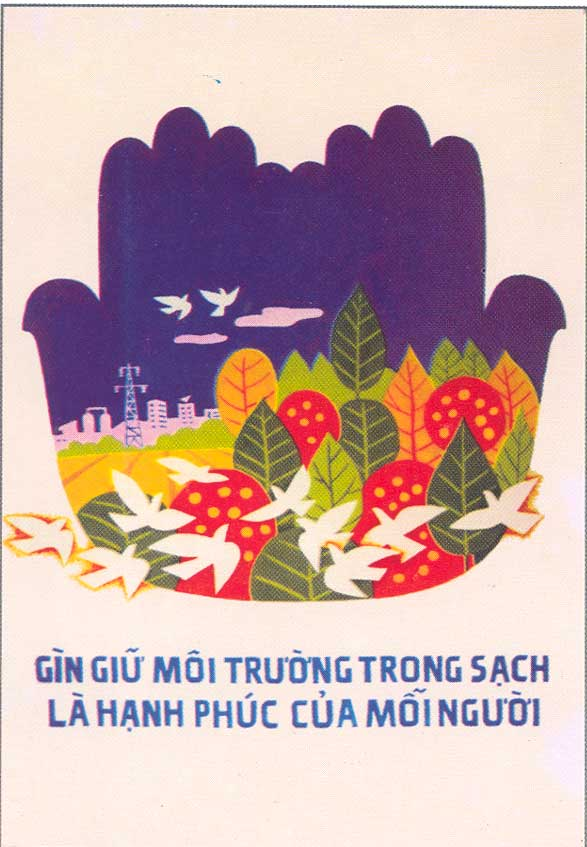 GÌN GIỮ MÔI TRƯỜNG TRONG SẠCH
LÀ HẠNH PHÚC CỦA MỖI NGƯỜI